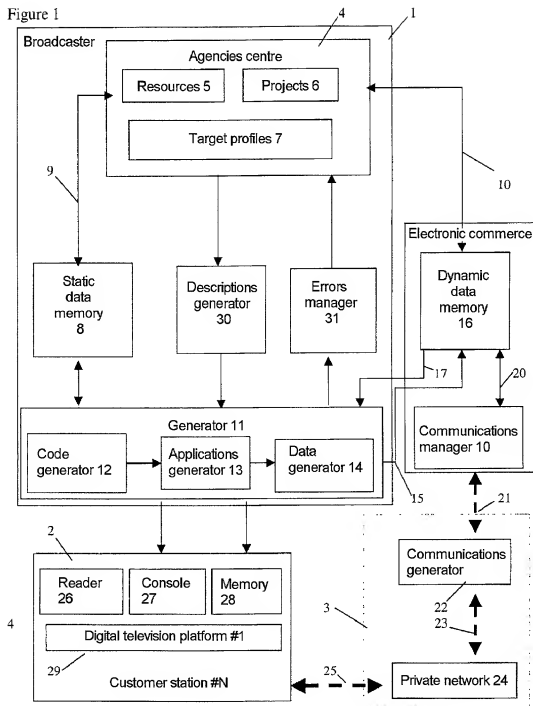 Figure 1
4
1
Broadcaster
Agencies centre
Resources 5
Projects 6
Target profiles 7
9
10
Electronic commerce
Static
data
memory
8
Descriptions
generator
30
Errors
manager
31
Dynamic
data
memory
16
17
20
Generator 11
Code
generator 12
Applications
generator 13
Data
generator 14
Communications
manager 10
15
21
2
Reader
26
Console
27
Memory
28
Communications
generator
22
4
Digital television platform #1
3
23
29
Customer station #N
25
Private network 24